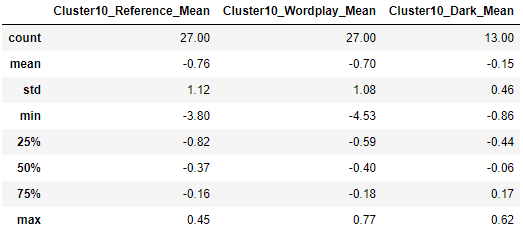 Cluster10_Reference_Mean Cluster10_Wordplay_Mean Cluster10_Dark_Mean
count 27.00 27.00 13.00
mean -0.76 -0.70 -0.15
std 1.12 1.08 0.46
min -3.80 -4.53 -0.86
25% -0.82 -0.59 -0.44
50% -0.37 -0.40 -0.06
75% -0.16 -0.18 0.17
max 0.45 0.77 0.62